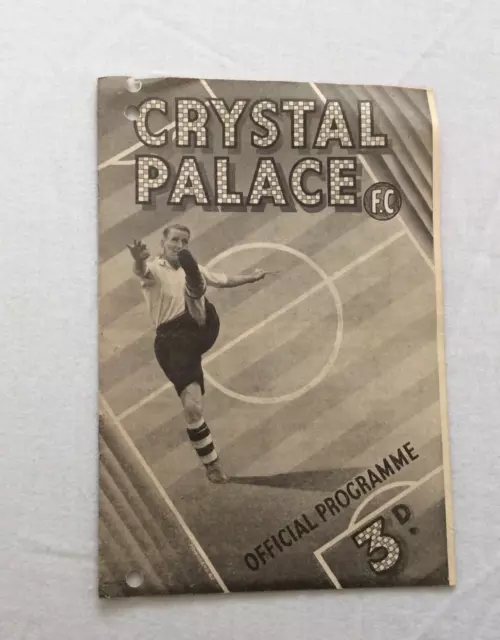 CRYSTAL
PALACE
F.C
OFFICIAL PROGRAMME
3D.